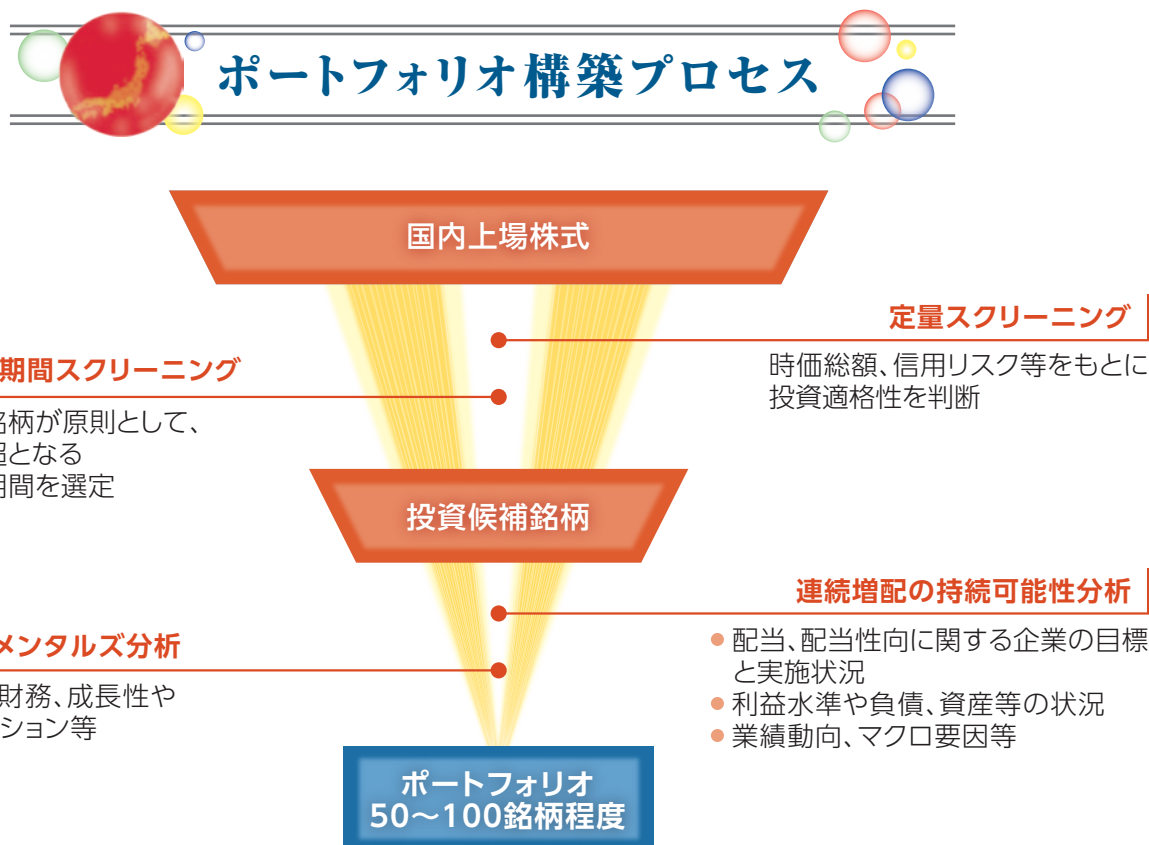 ポートフォリオ構築プロセス
国内上場株式
定量スクリーニング
時価総額、信用リスク等をもとに
投資適格性を判断
期間スクリーニング
銘柄が原則として、
超となる
期間を選定
投資候補銘柄
連続増配の持続可能性分析
● 配当、配当性向に関する企業の目標
と実施状況
● 利益水準や負債、資産等の状況
● 業績動向、マクロ要因等
メンタルズ分析
財務、成長性や
ション等
ポートフォリオ
50〜100銘柄程度